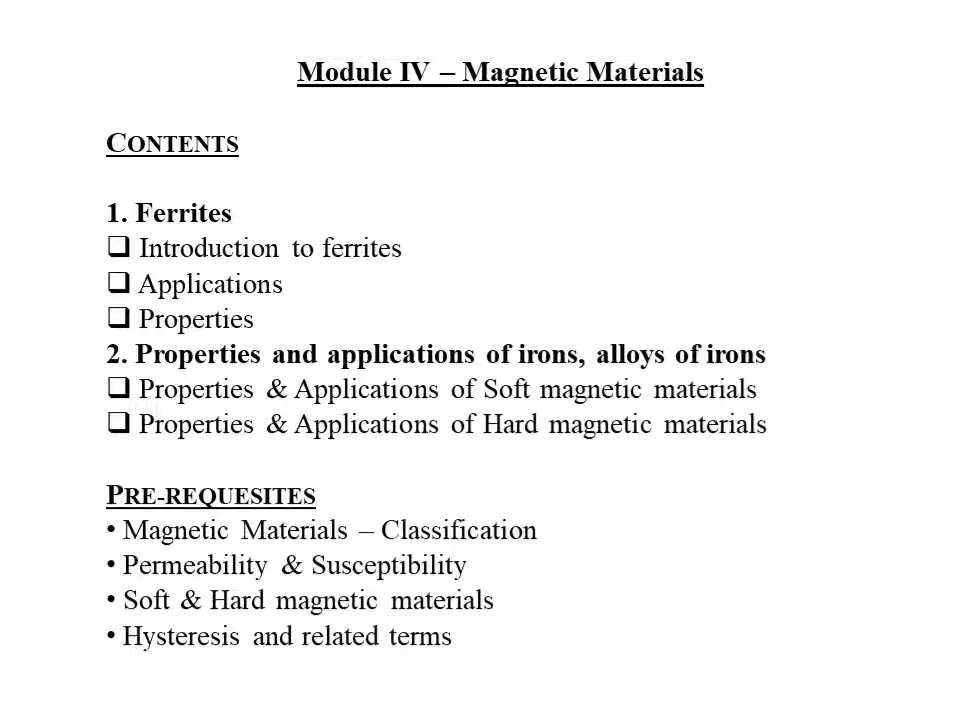 Module IV – Magnetic Materials
CONTENTS
1. Ferrites
❑ Introduction to ferrites
❑ Applications
❑ Properties
2. Properties and applications of irons, alloys of irons
❑ Properties & Applications of Soft magnetic materials
❑ Properties & Applications of Hard magnetic materials
PRE-REQUESITES
• Magnetic Materials – Classification
• Permeability & Susceptibility
• Soft & Hard magnetic materials
• Hysteresis and related terms